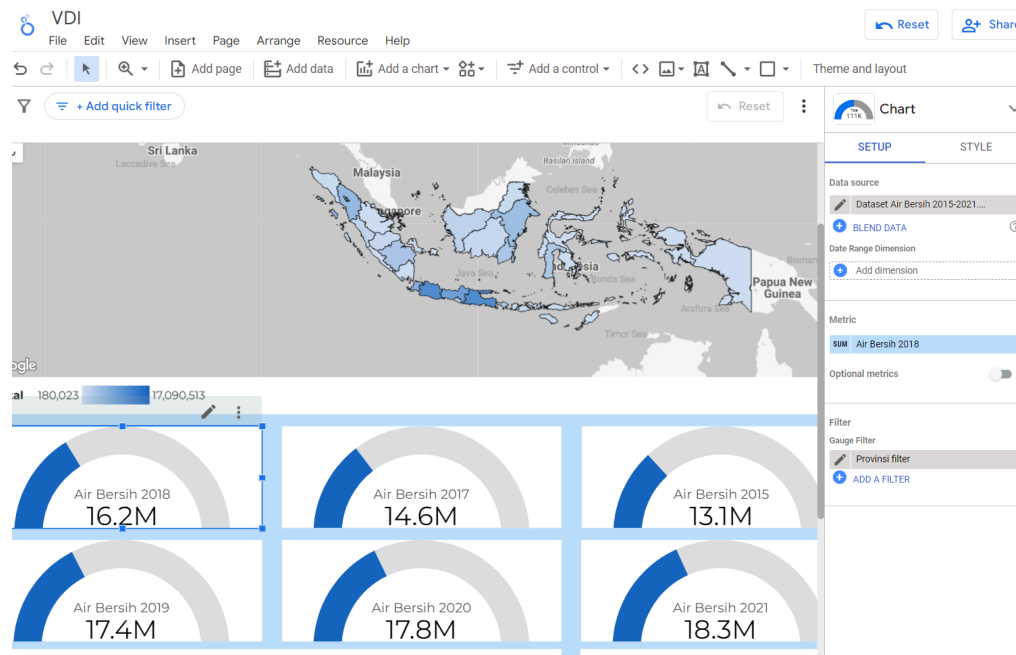 VDI
File Edit View Insert Page Arrange Resource Help
Reset
Share
Add page
Add data
Add a chart
Add a control
Theme and layout
+ Add quick filter
Reset
Sri Lanka
Laccadive Sea
Malaysia
Basilan Island
Celebes Sea
Java Sea
Banda Sea
Arafura Sea
Timor Sea
Papua New
Guinea
ogle
al 180,023 17,090,513
Air Bersih 2018
16.2M
Air Bersih 2017
14.6M
Air Bersih 2015
13.1M
Air Bersih 2019
17.4M
Air Bersih 2020
17.8M
Air Bersih 2021
18.3M
111K
Chart
SETUP STYLE
Data source
Dataset Air Bersih 2015-2021....
BLEND DATA
Date Range Dimension
Add dimension
Metric
SUM Air Bersih 2018
Optional metrics
Filter
Gauge Filter
Provinsi filter
ADD A FILTER